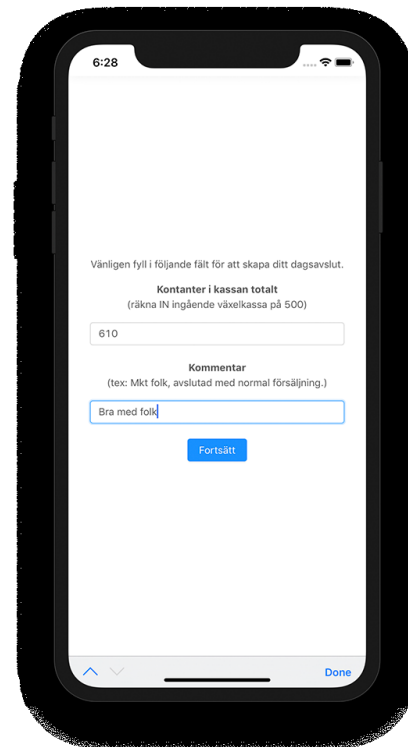 6:28
Vänligen fyll i följande fält för att skapa ditt dagsavslut.
Kontanter i kassan totalt
(räkna IN ingående växelkassa på 500)
610
Kommentar
(tex: Mkt folk, avslutad med normal försäljning.)
Bra med folk
Fortsätt
Done